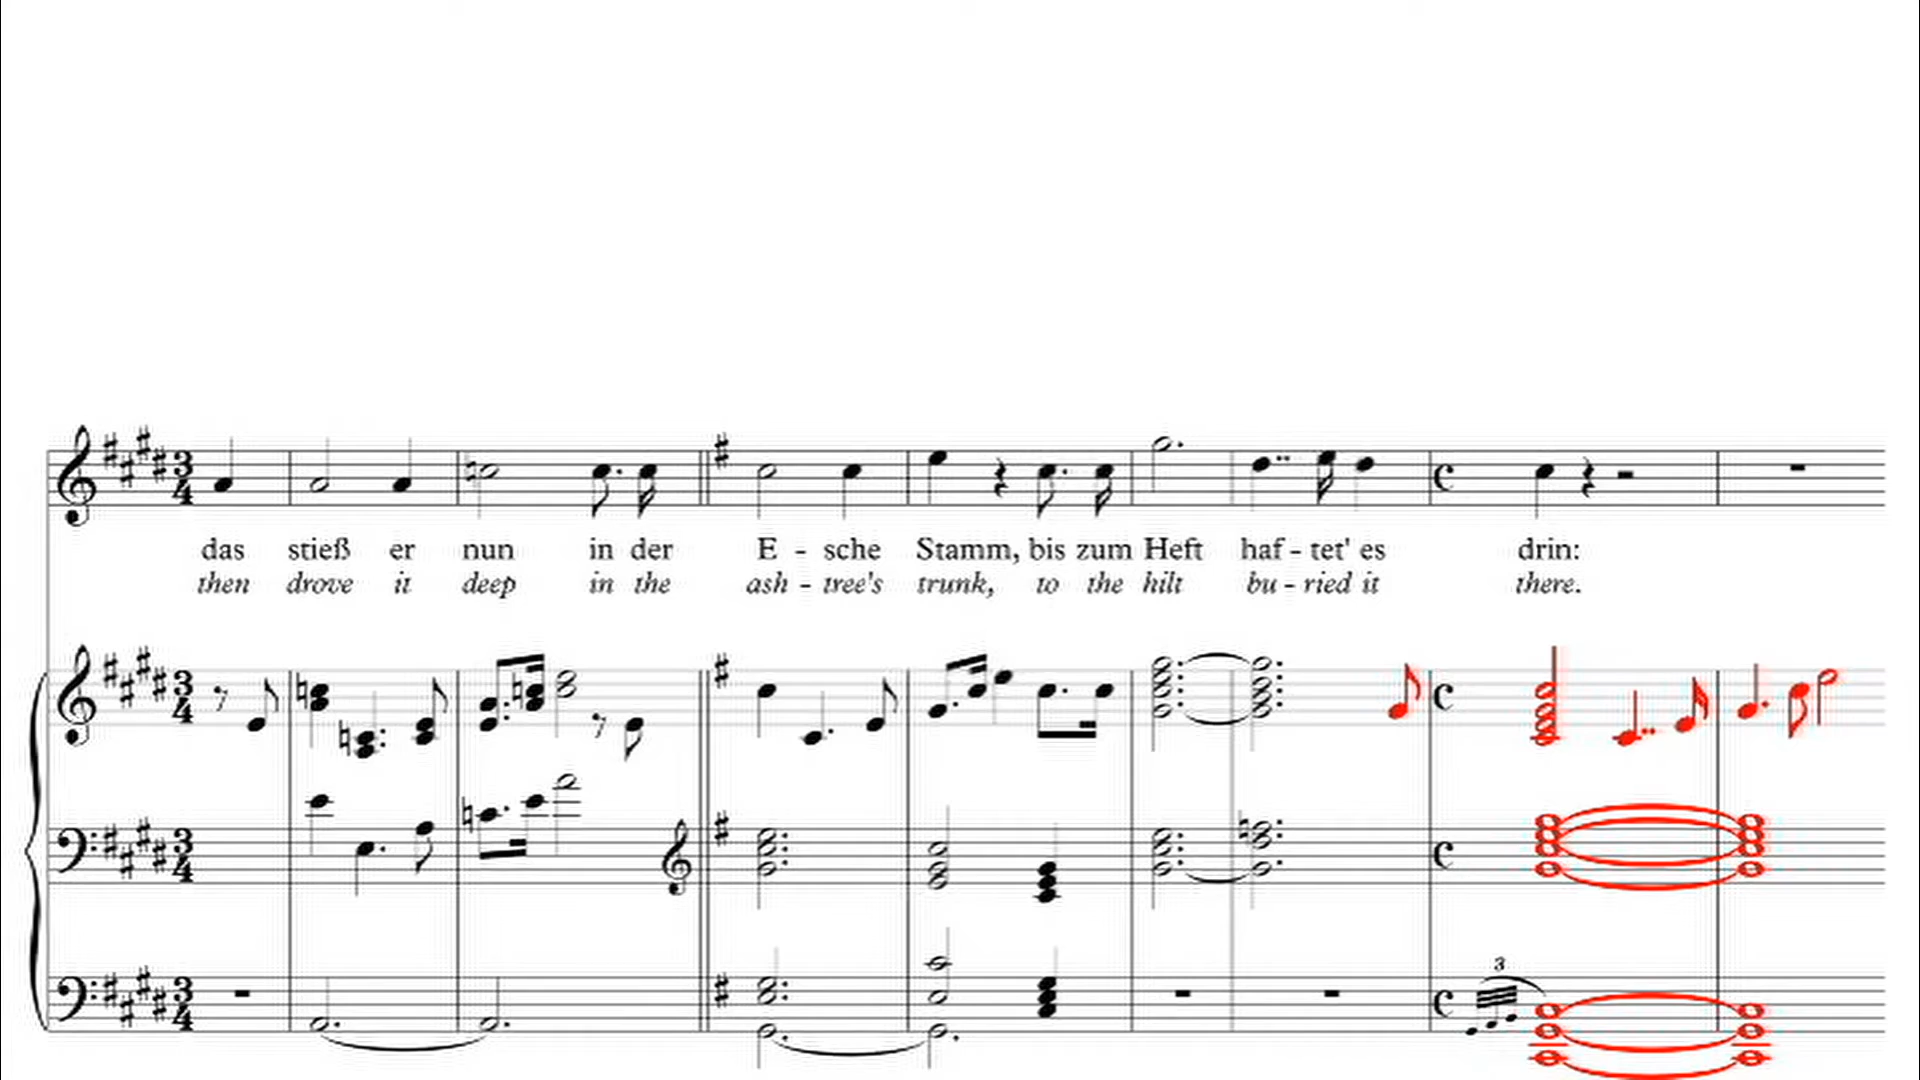 das stieß er nun in der E - sche Stamm, bis zum Heft haf - tet' es drin:
then drove it deep in the ash - tree's trunk, to the hilt bu - ried it there.
3